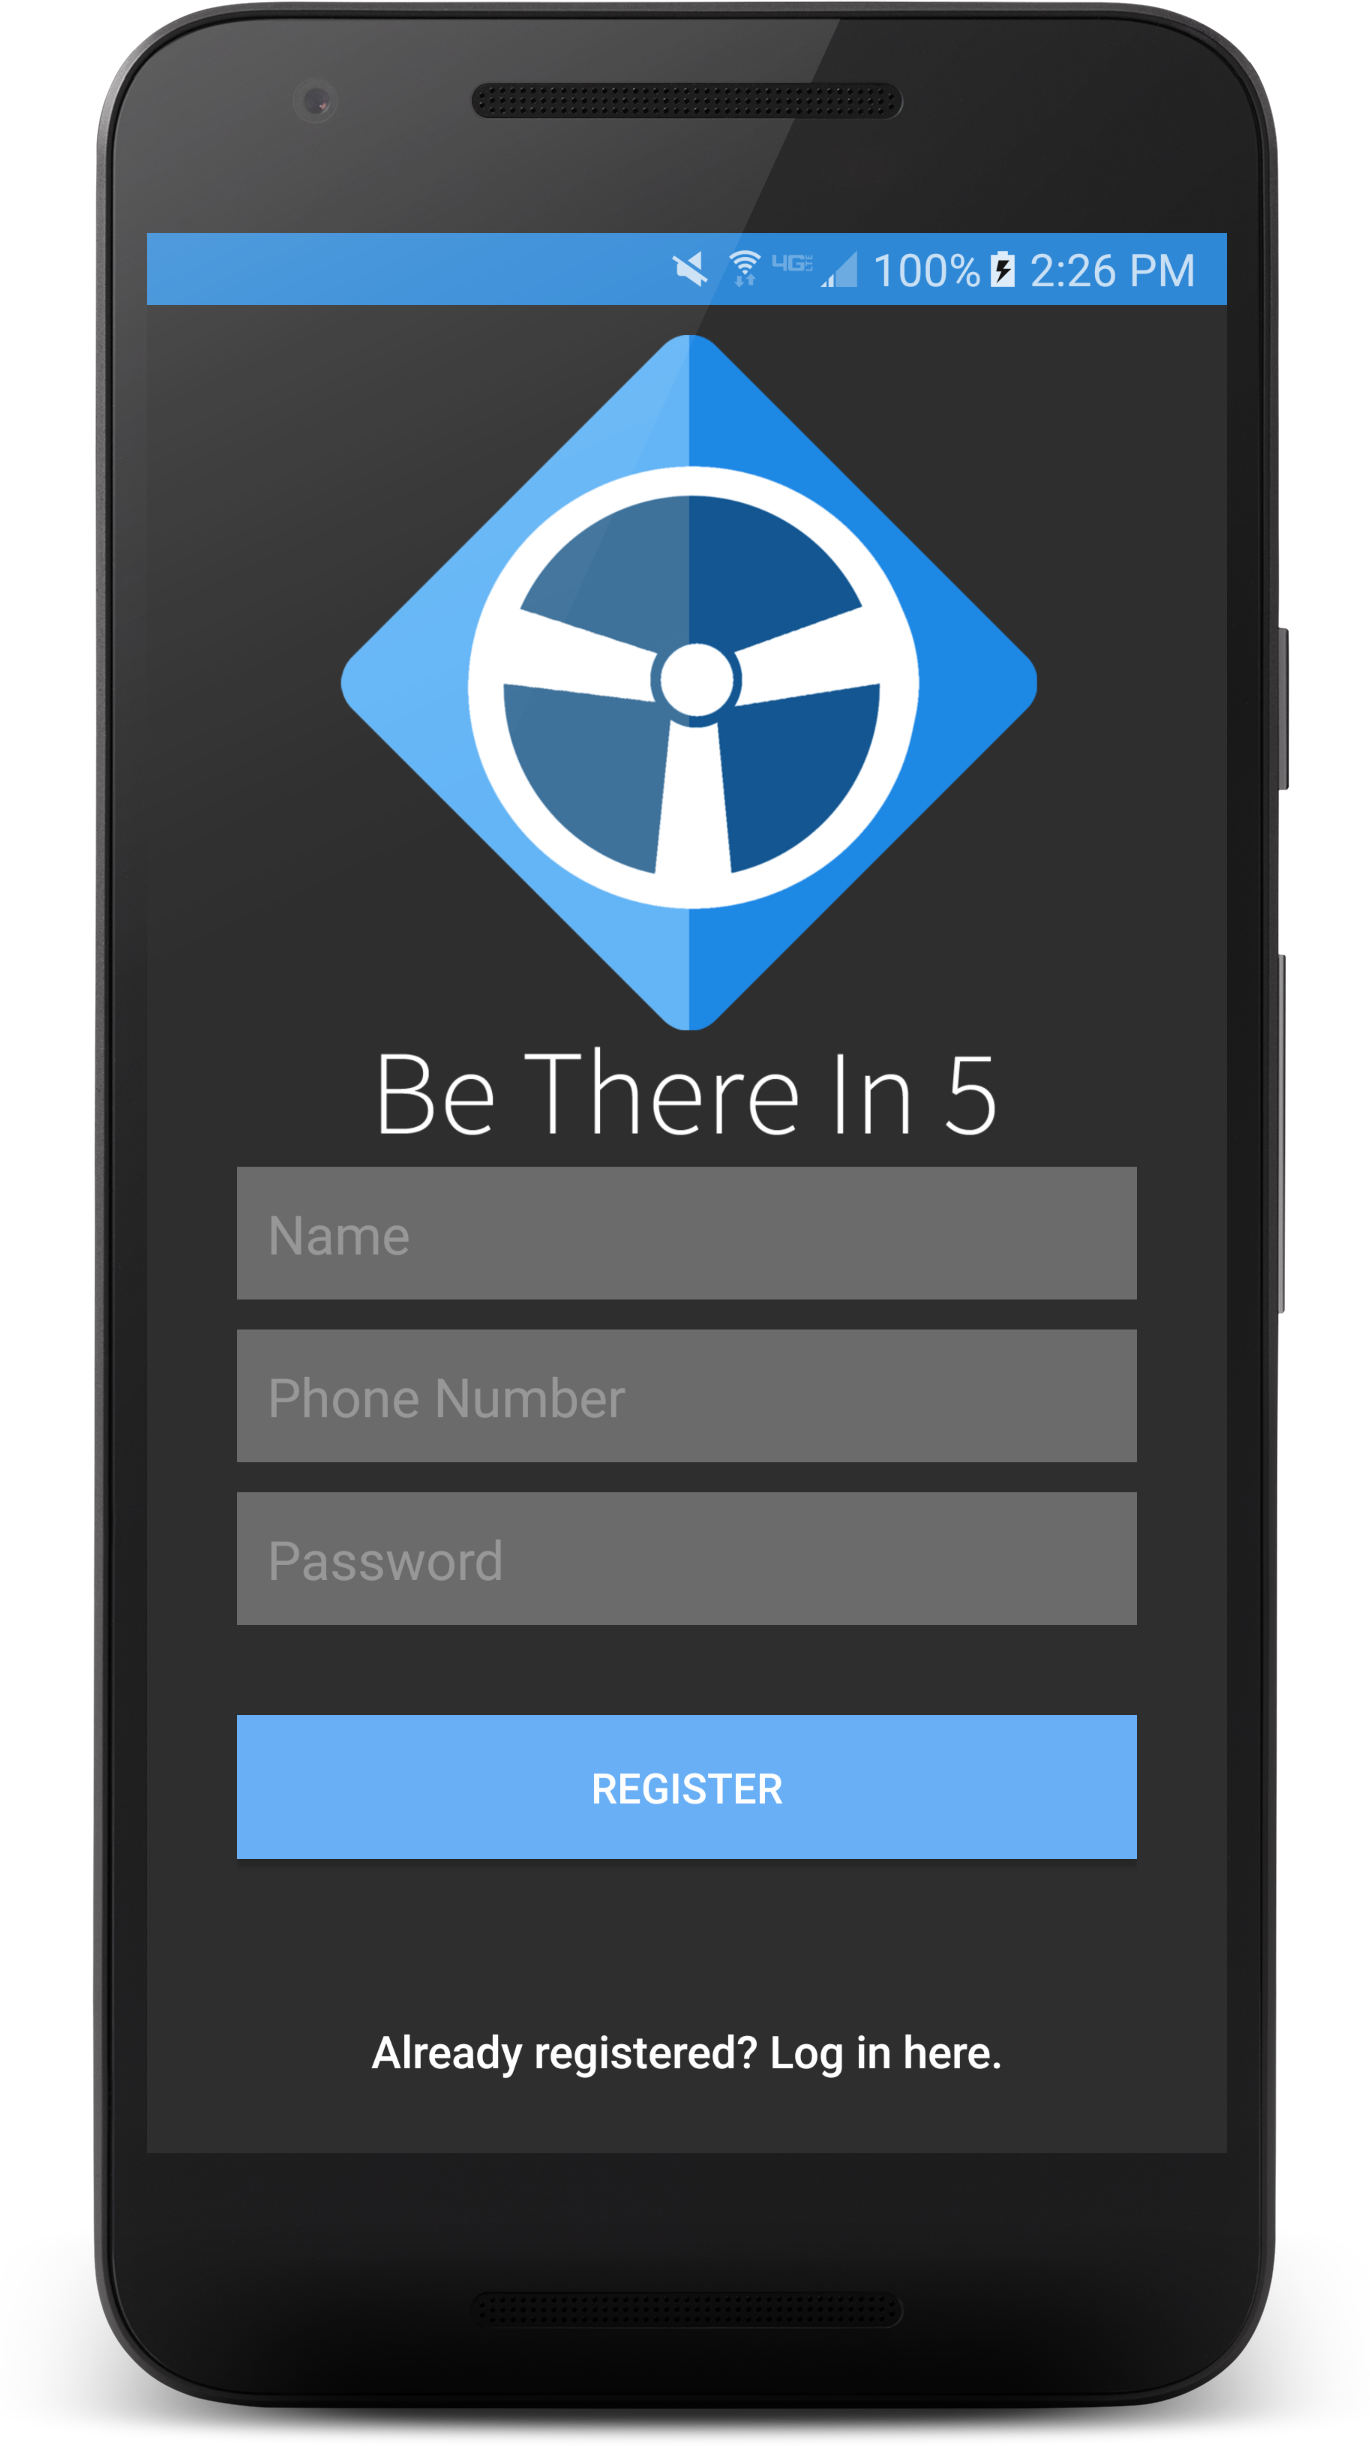 4G LTE 100% 2:26 PM
Be There In 5
Name
Phone Number
Password
REGISTER
Already registered? Log in here.